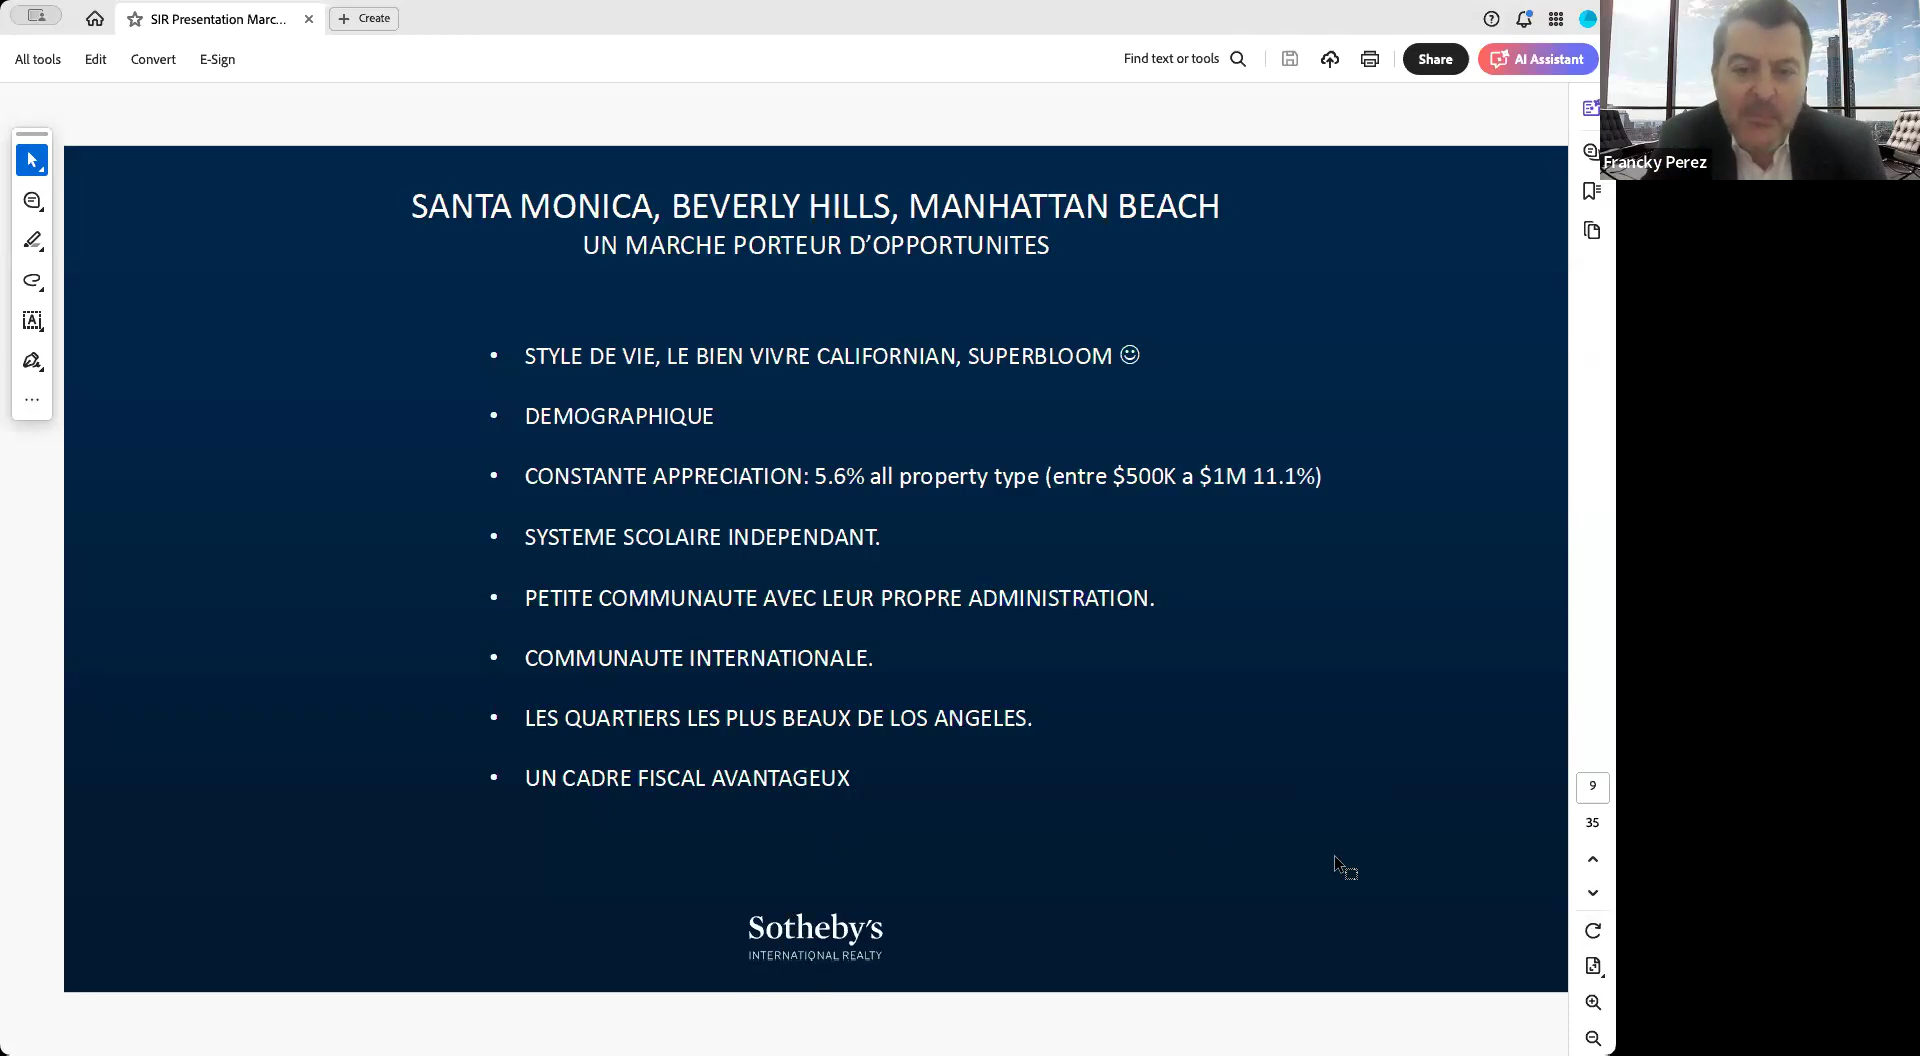 SIR Presentation Marc...
Create
All tools
Edit
Convert
E-Sign
Find text or tools
Share
AI Assistant
Francky Perez
SANTA MONICA, BEVERLY HILLS, MANHATTAN BEACH
UN MARCHE PORTEUR D’OPPORTUNITES
• STYLE DE VIE, LE BIEN VIVRE CALIFORNIAN, SUPERBLOOM ☺
• DEMOGRAPHIQUE
• CONSTANTE APPRECIATION: 5.6% all property type (entre $500K a $1M 11.1%)
• SYSTEME SCOLAIRE INDEPENDANT.
• PETITE COMMUNAUTE AVEC LEUR PROPRE ADMINISTRATION.
• COMMUNAUTE INTERNATIONALE.
• LES QUARTIERS LES PLUS BEAUX DE LOS ANGELES.
• UN CADRE FISCAL AVANTAGEUX
Sotheby's
INTERNATIONAL REALTY
9
35